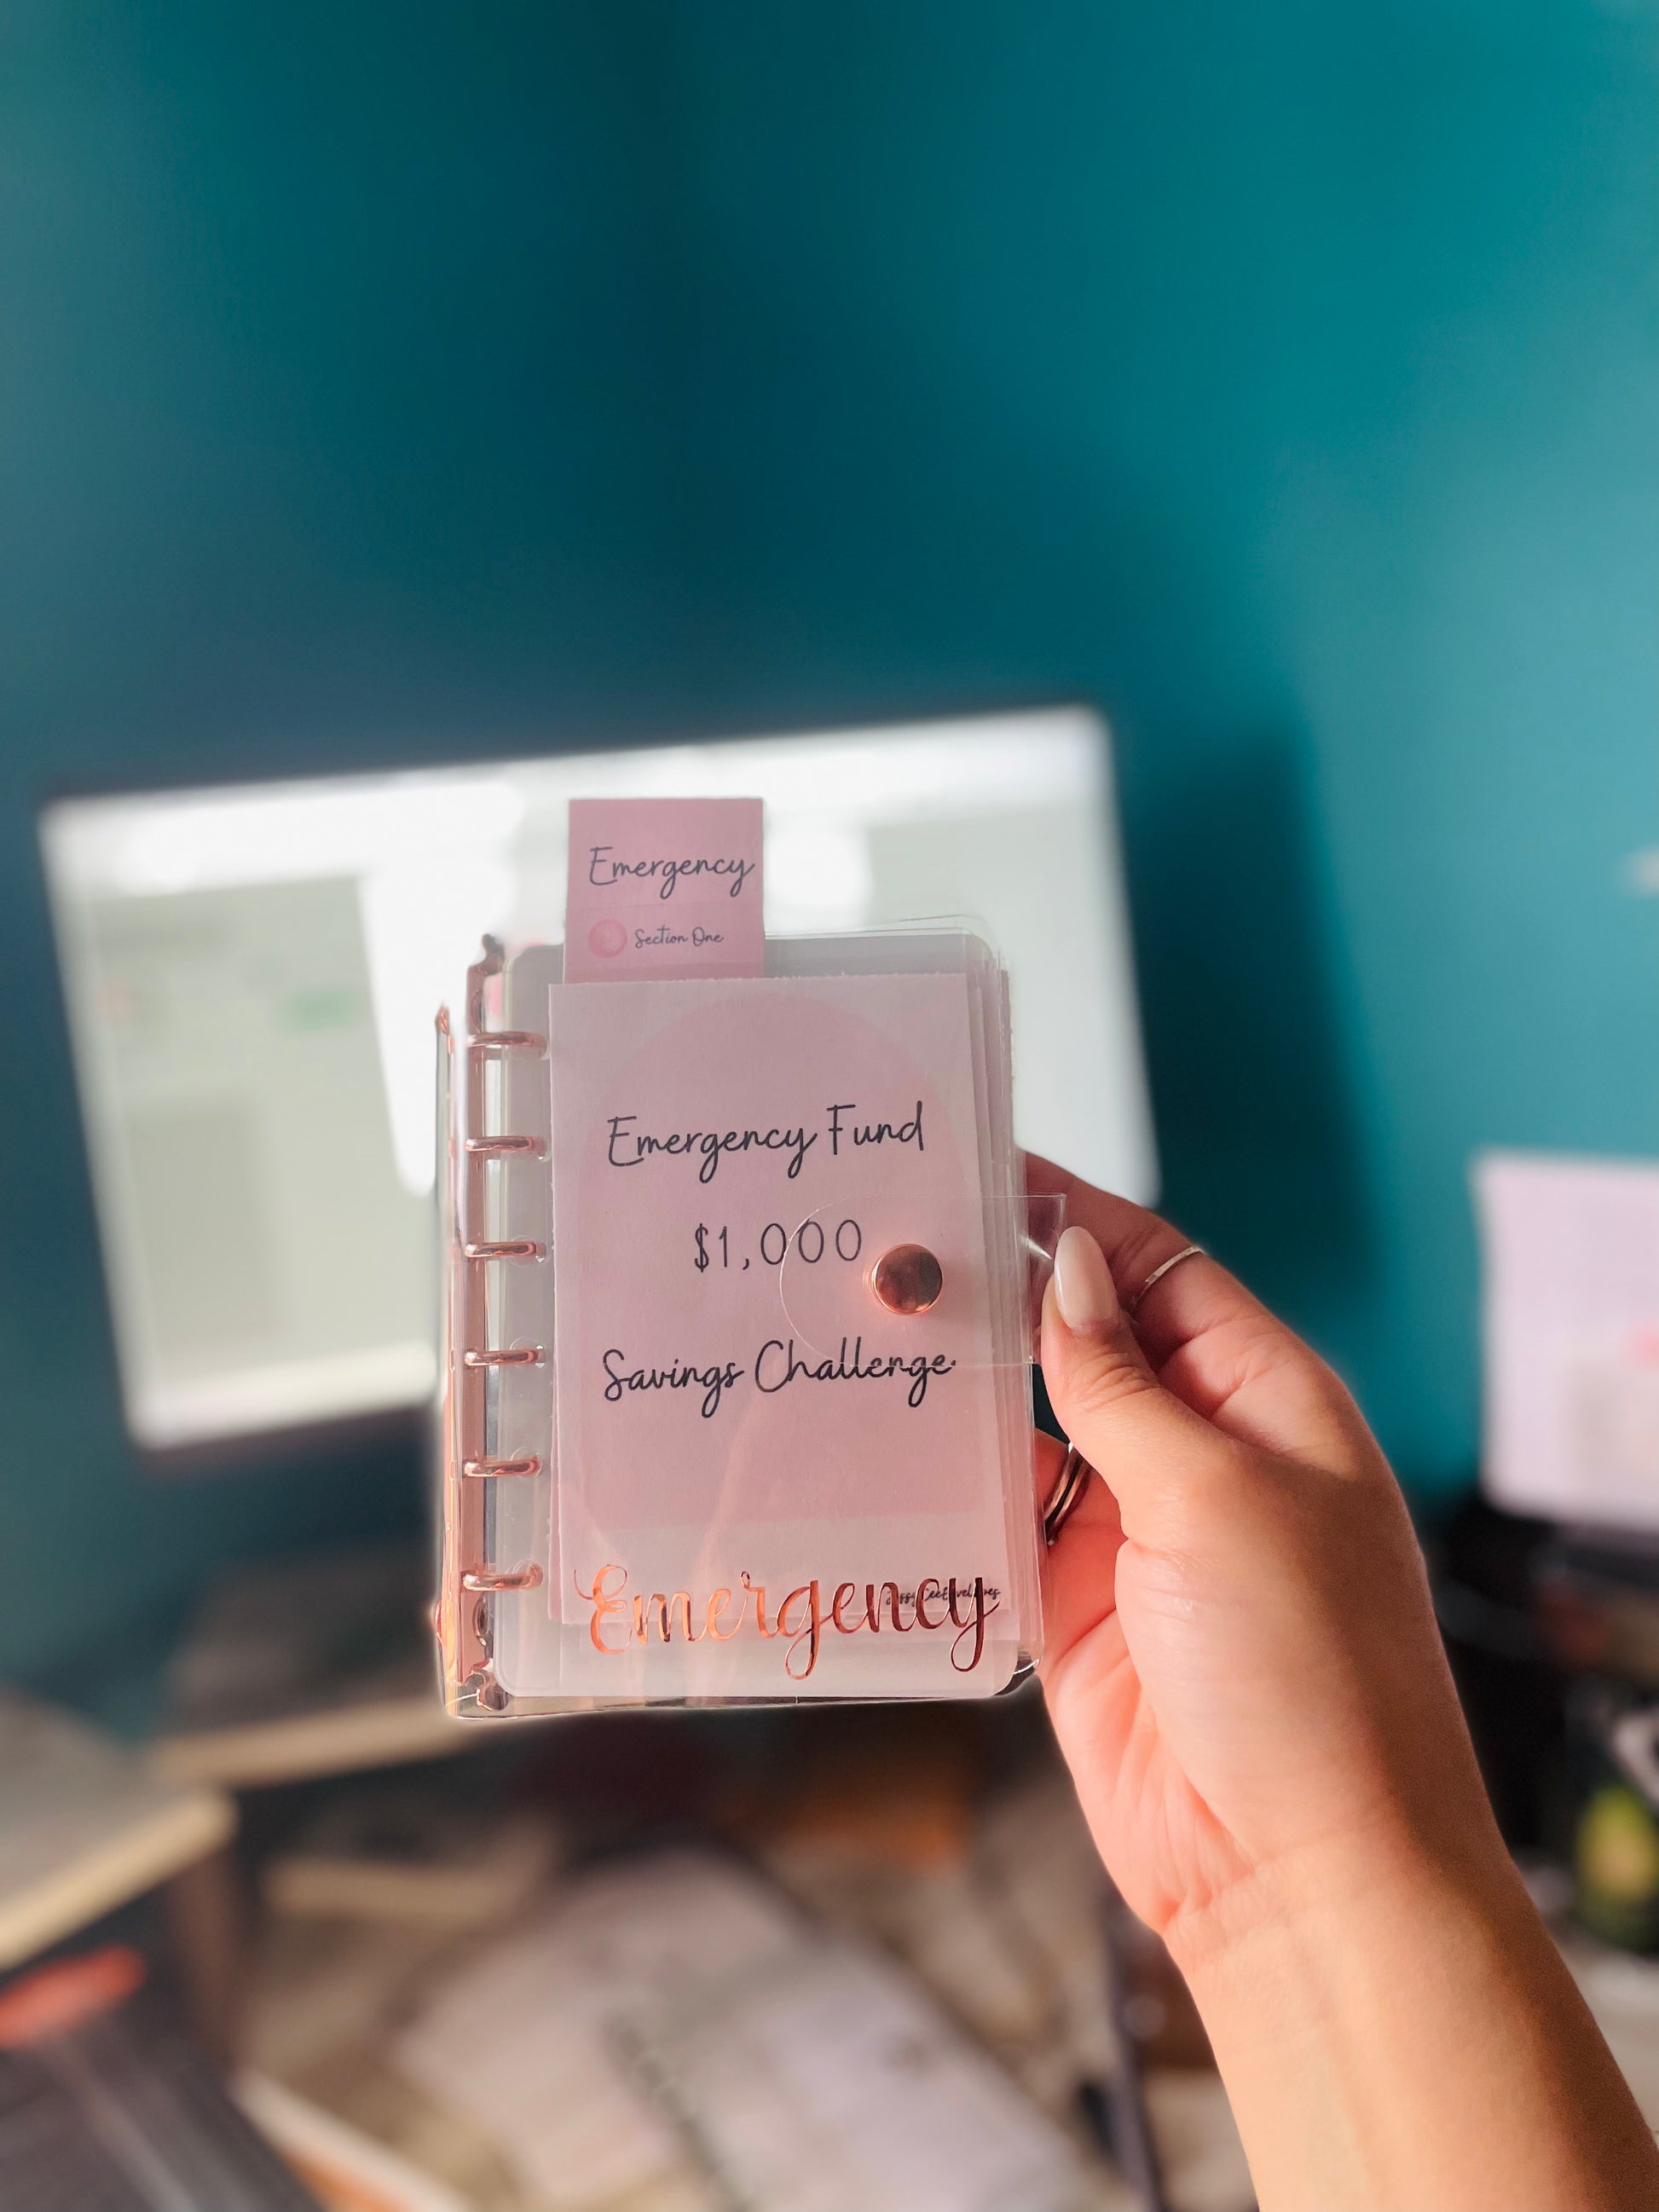 Emergency
Section One
Emergency Fund
$1,000
Savings Challenge
Emergency